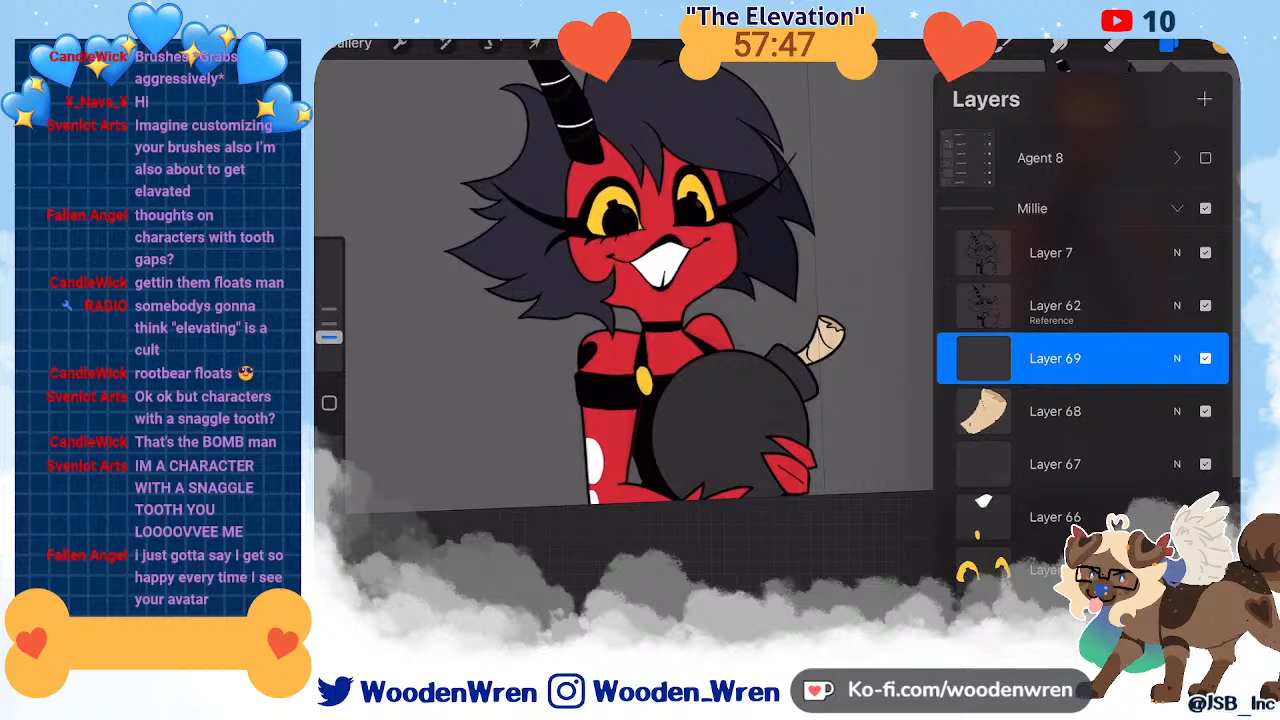 "The Elevation"
57:47
10
CandleWick Brushes *Grabs
aggressively*
¥_Nava_¥ Hi
Svenlot Arts Imagine customizing
your brushes also I'm
also about to get
elavated
Fallen Angel thoughts on
characters with tooth
gaps?
CandleWick gettin them floats man
RADIO somebodys gonna
think "elevating" is a
cult
CandleWick rootbear floats
Svenlot Arts Ok ok but characters
with a snaggle tooth?
CandleWick That's the BOMB man
Svenlot Arts IM A CHARACTER
WITH A SNAGGLE
TOOTH YOU
LOOOOVVEE ME
Fallen Angel i just gotta say I get so
happy every time I see
your avatar
Layers
Agent 8
Millie
Layer 7 N
Layer 62 N
Reference
Layer 69 N
Layer 68 N
Layer 67 N
Layer 66
WoodenWren
Wooden_Wren
Ko-fi.com/woodenwren
@JSB_Inc